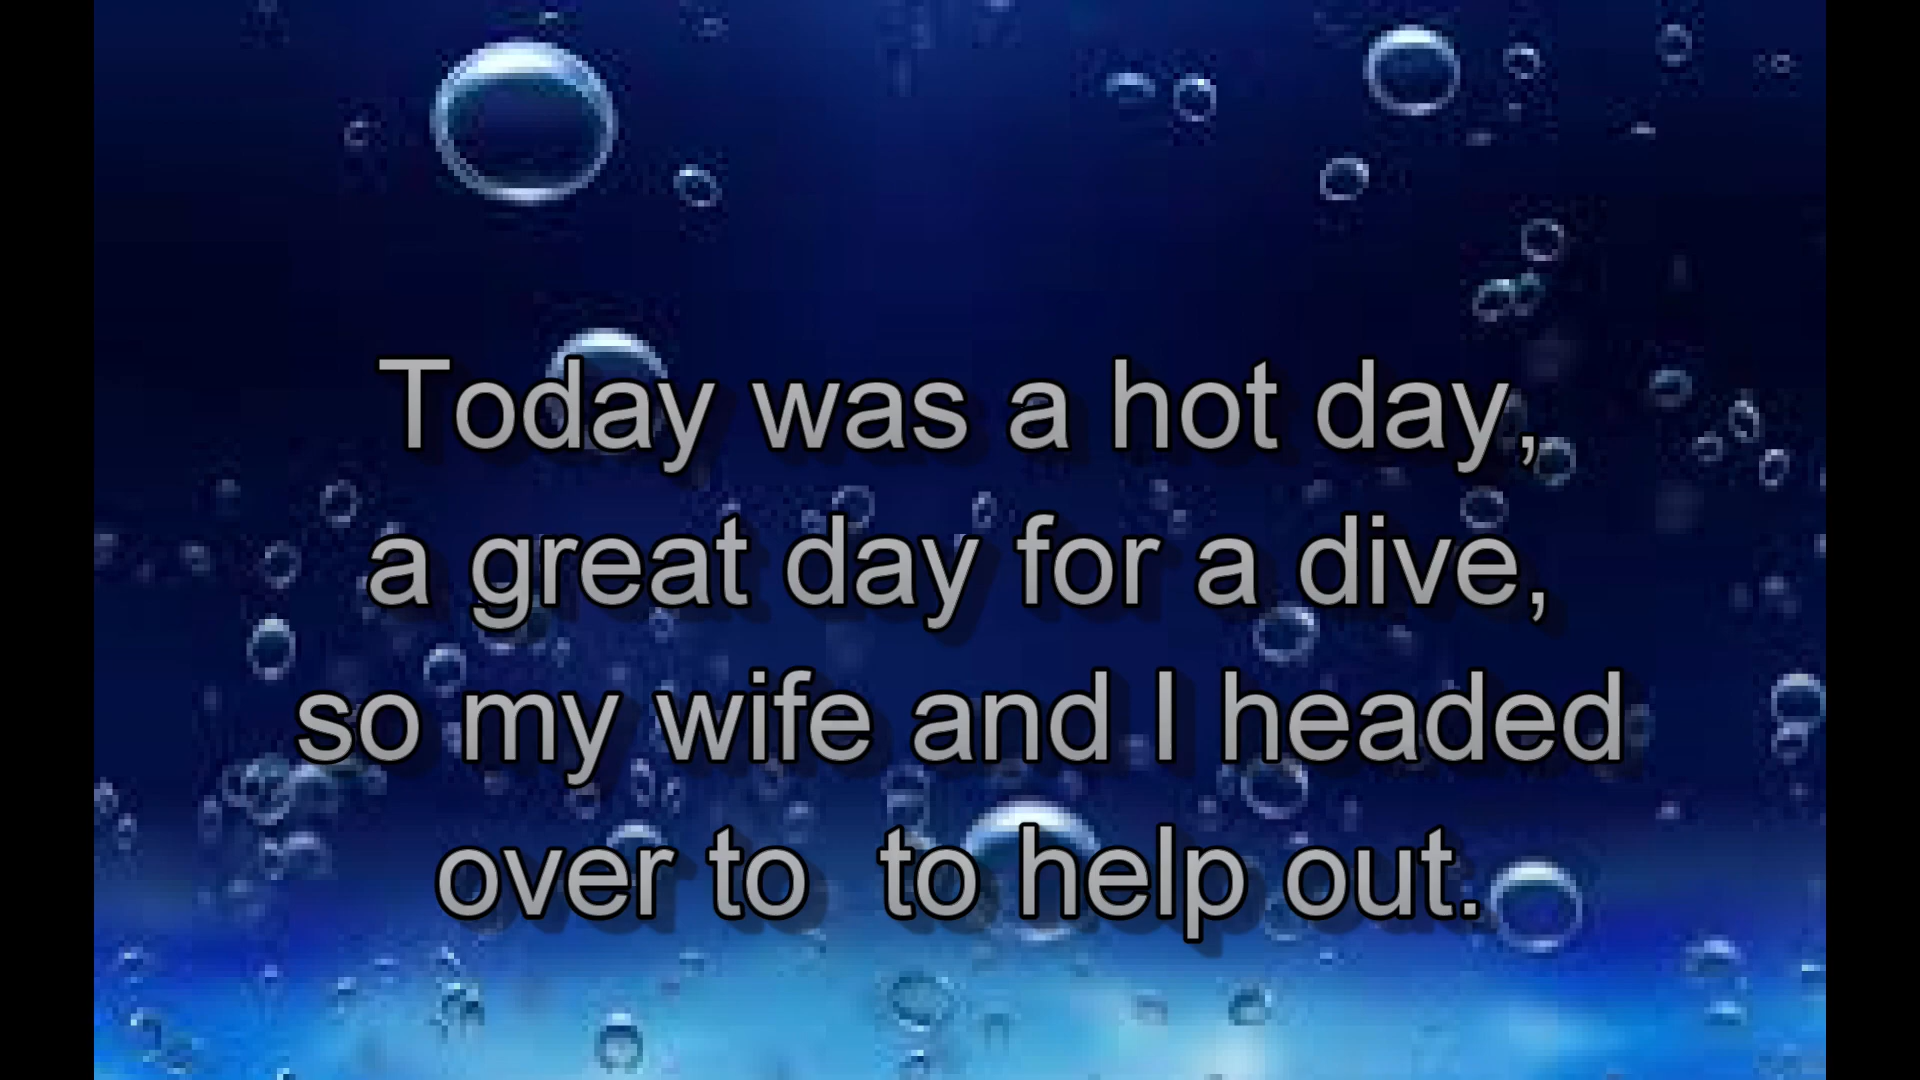 Today was a hot day,
a great day for a dive,
so my wife and I headed
over to  to help out.